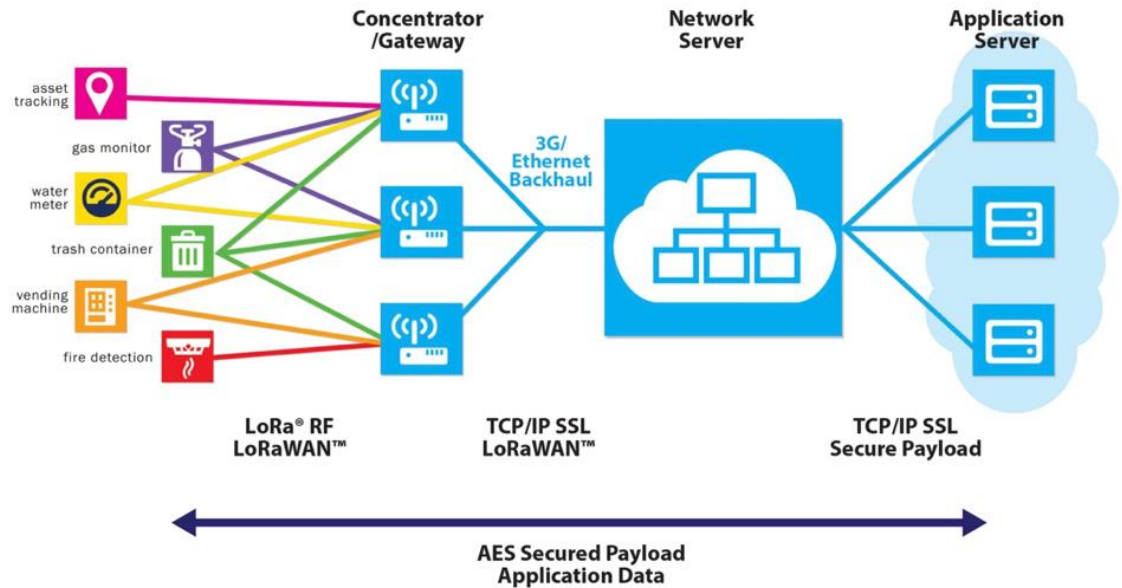 Concentrator
/Gateway
Network
Server
Application
Server
asset
tracking
gas monitor
water
meter
trash container
vending
machine
fire detection
3G/
Ethernet
Backhaul
LoRa® RF
LoRaWAN™
TCP/IP SSL
LoRaWAN™
TCP/IP SSL
Secure Payload
AES Secured Payload
Application Data